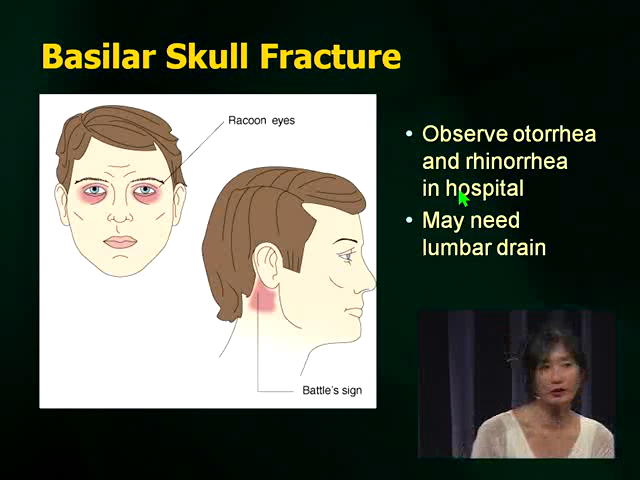 Basilar Skull Fracture
Racoon eyes
Battle's sign
• Observe otorrhea
and rhinorrhea
in hospital
• May need
lumbar drain